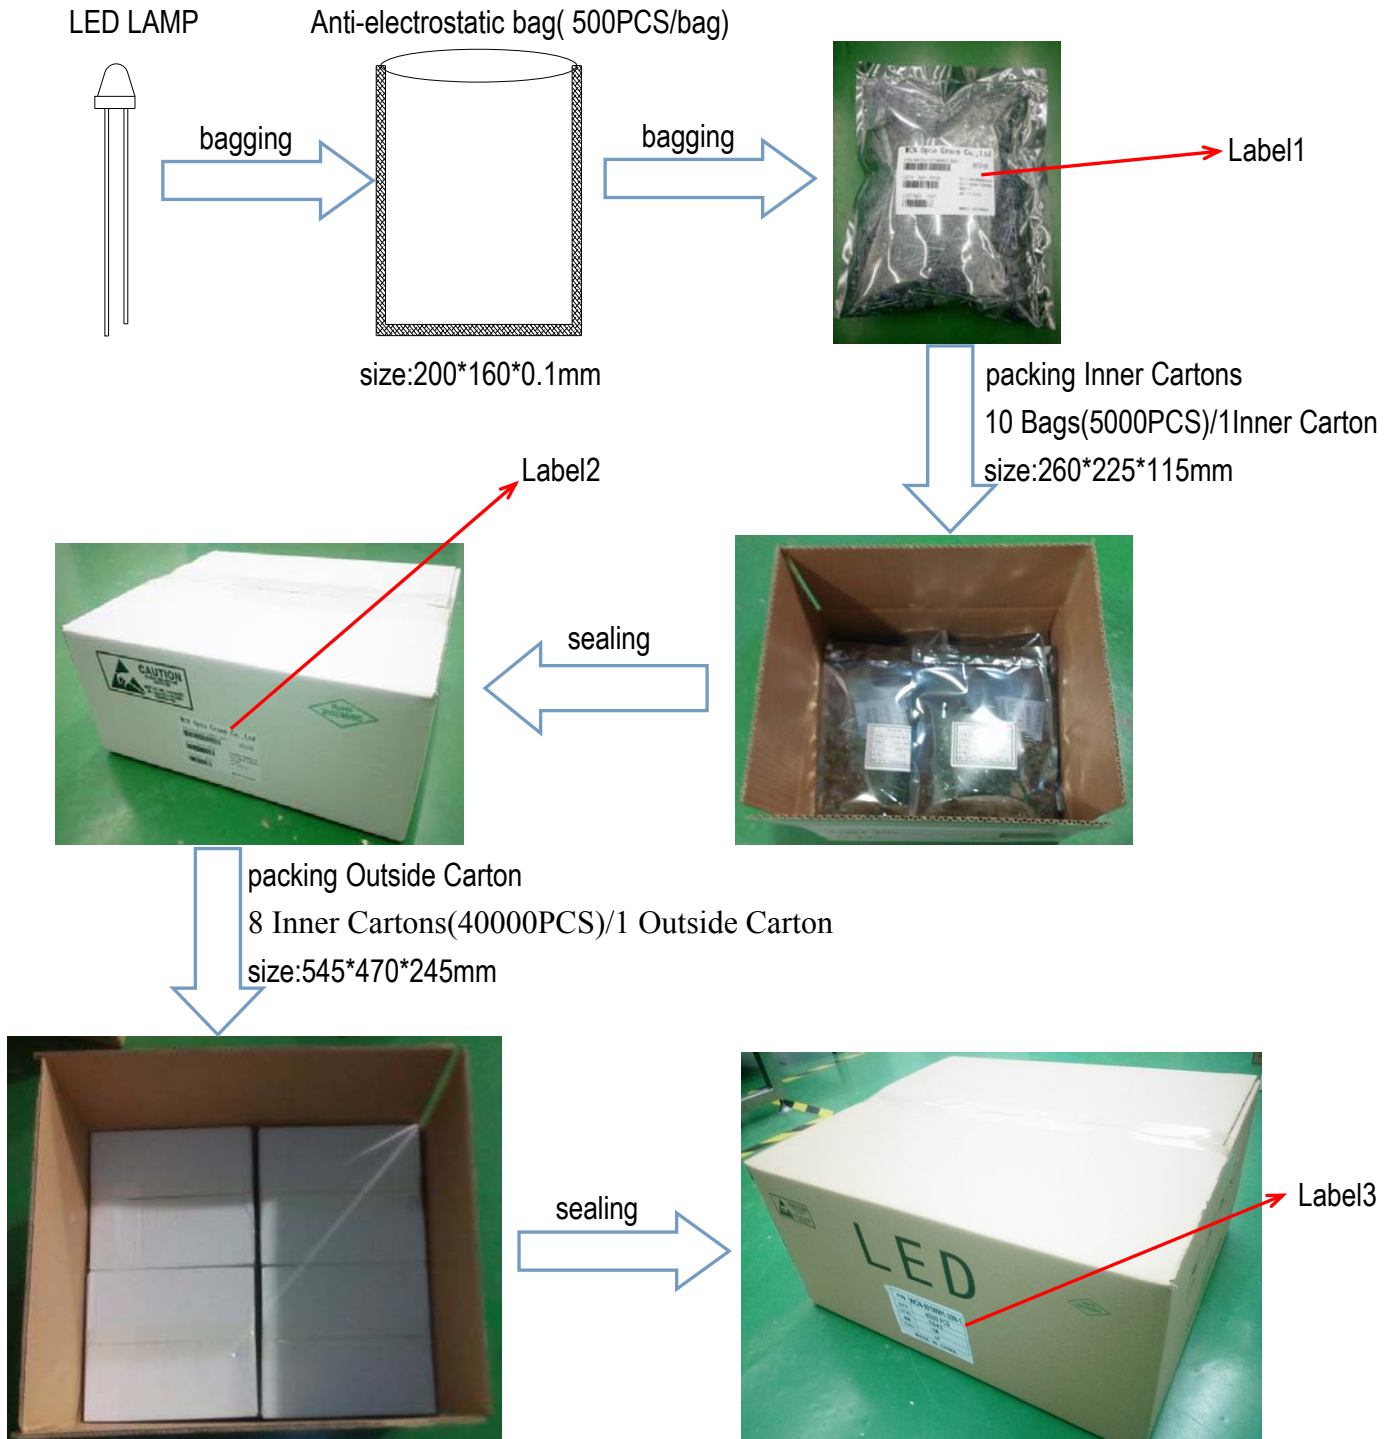 LED LAMP
Anti-electrostatic bag( 500PCS/bag)
bagging
bagging
Label1
size:200*160*0.1mm
packing Inner Cartons
10 Bags(5000PCS)/1Inner Carton
size:260*225*115mm
Label2
sealing
CAUTION
packing Outside Carton
8 Inner Cartons(40000PCS)/1 Outside Carton
size:545*470*245mm
sealing
Label3
LED